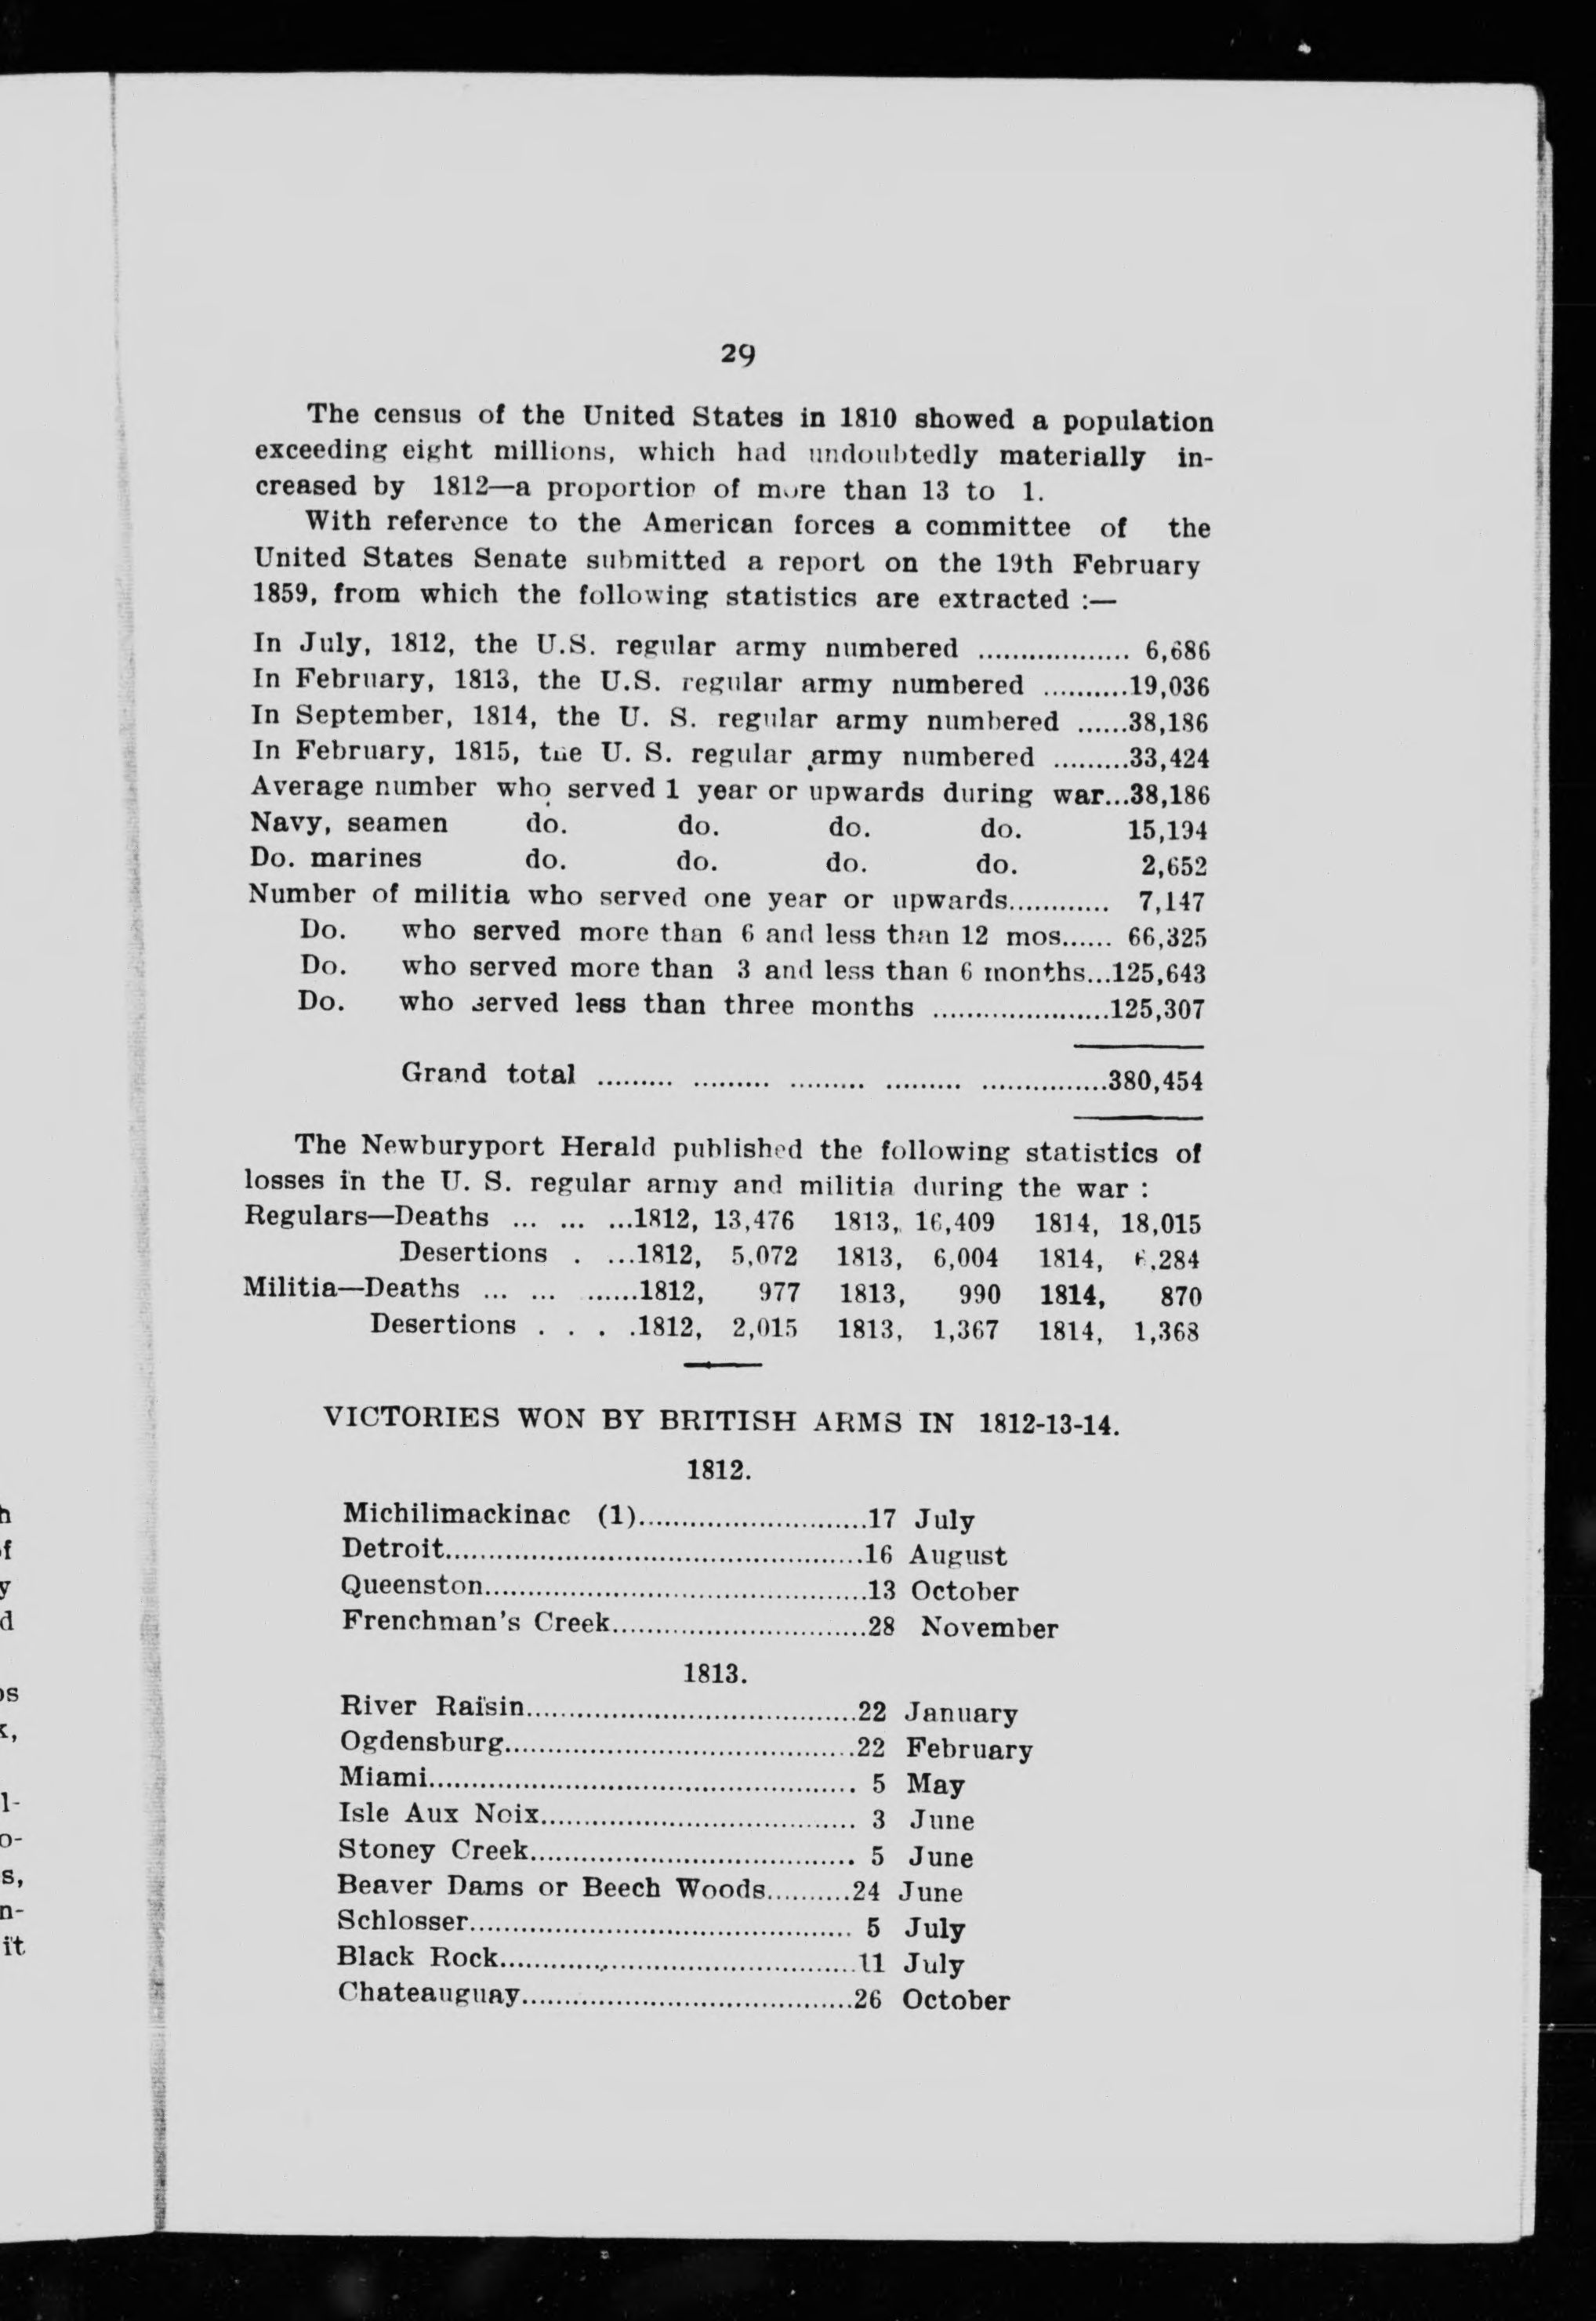 29
The census of the United States in 1810 showed a population
exceeding eight millions, which had undoubtedly materially in-
creased by 1812—a proportion of more than 13 to 1.
With reference to the American forces a committee of the
United States Senate submitted a report on the 19th February
1859, from which the following statistics are extracted :—
In July, 1812, the U.S. regular army numbered .................. 6,686
In February, 1813, the U.S. regular army numbered ..........19,036
In September, 1814, the U. S. regular army numbered ......38,186
In February, 1815, the U. S. regular army numbered .........33,424
Average number who served 1 year or upwards during war...38,186
Navy, seamen do. do. do. do. 15,194
Do. marines do. do. do. do. 2,652
Number of militia who served one year or upwards............ 7,147
Do. who served more than 6 and less than 12 mos...... 66,325
Do. who served more than 3 and less than 6 months...125,643
Do. who served less than three months .....................125,307
Grand total ......... ......... ......... ......... ...............380,454
The Newburyport Herald published the following statistics of
losses in the U. S. regular army and militia during the war :
Regulars—Deaths ... ... ...1812, 13,476 1813, 16,409 1814, 18,015
Desertions . ...1812, 5,072 1813, 6,004 1814, 6,284
Militia—Deaths ... ... ......1812, 977 1813, 990 1814, 870
Desertions . . . .1812, 2,015 1813, 1,367 1814, 1,368
VICTORIES WON BY BRITISH ARMS IN 1812-13-14.
1812.
Michilimackinac (1)...........................17 July
Detroit.................................................16 August
Queenston.............................................13 October
Frenchman's Creek..............................28 November
1813.
River Raisin.......................................22 January
Ogdensburg.........................................22 February
Miami.................................................. 5 May
Isle Aux Noix..................................... 3 June
Stoney Creek...................................... 5 June
Beaver Dams or Beech Woods..........24 June
Schlosser............................................. 5 July
Black Rock..........................................11 July
Chateauguay.......................................26 October
h
of
y
d
s
,
l-
o-
s,
n-
it